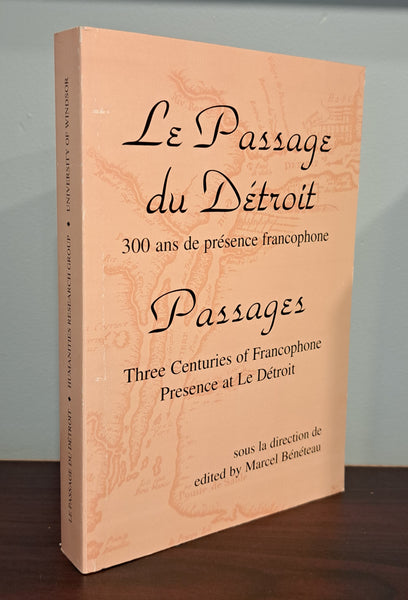 Le Passage
du Détroit
300 ans de présence francophone
Passages
Three Centuries of Francophone
Presence at Le Détroit
sous la direction de
edited by Marcel Bénéteau
LE PASSAGE DU DÉTROIT • HUMANITIES RESEARCH GROUP • UNIVERSITY OF WINDSOR